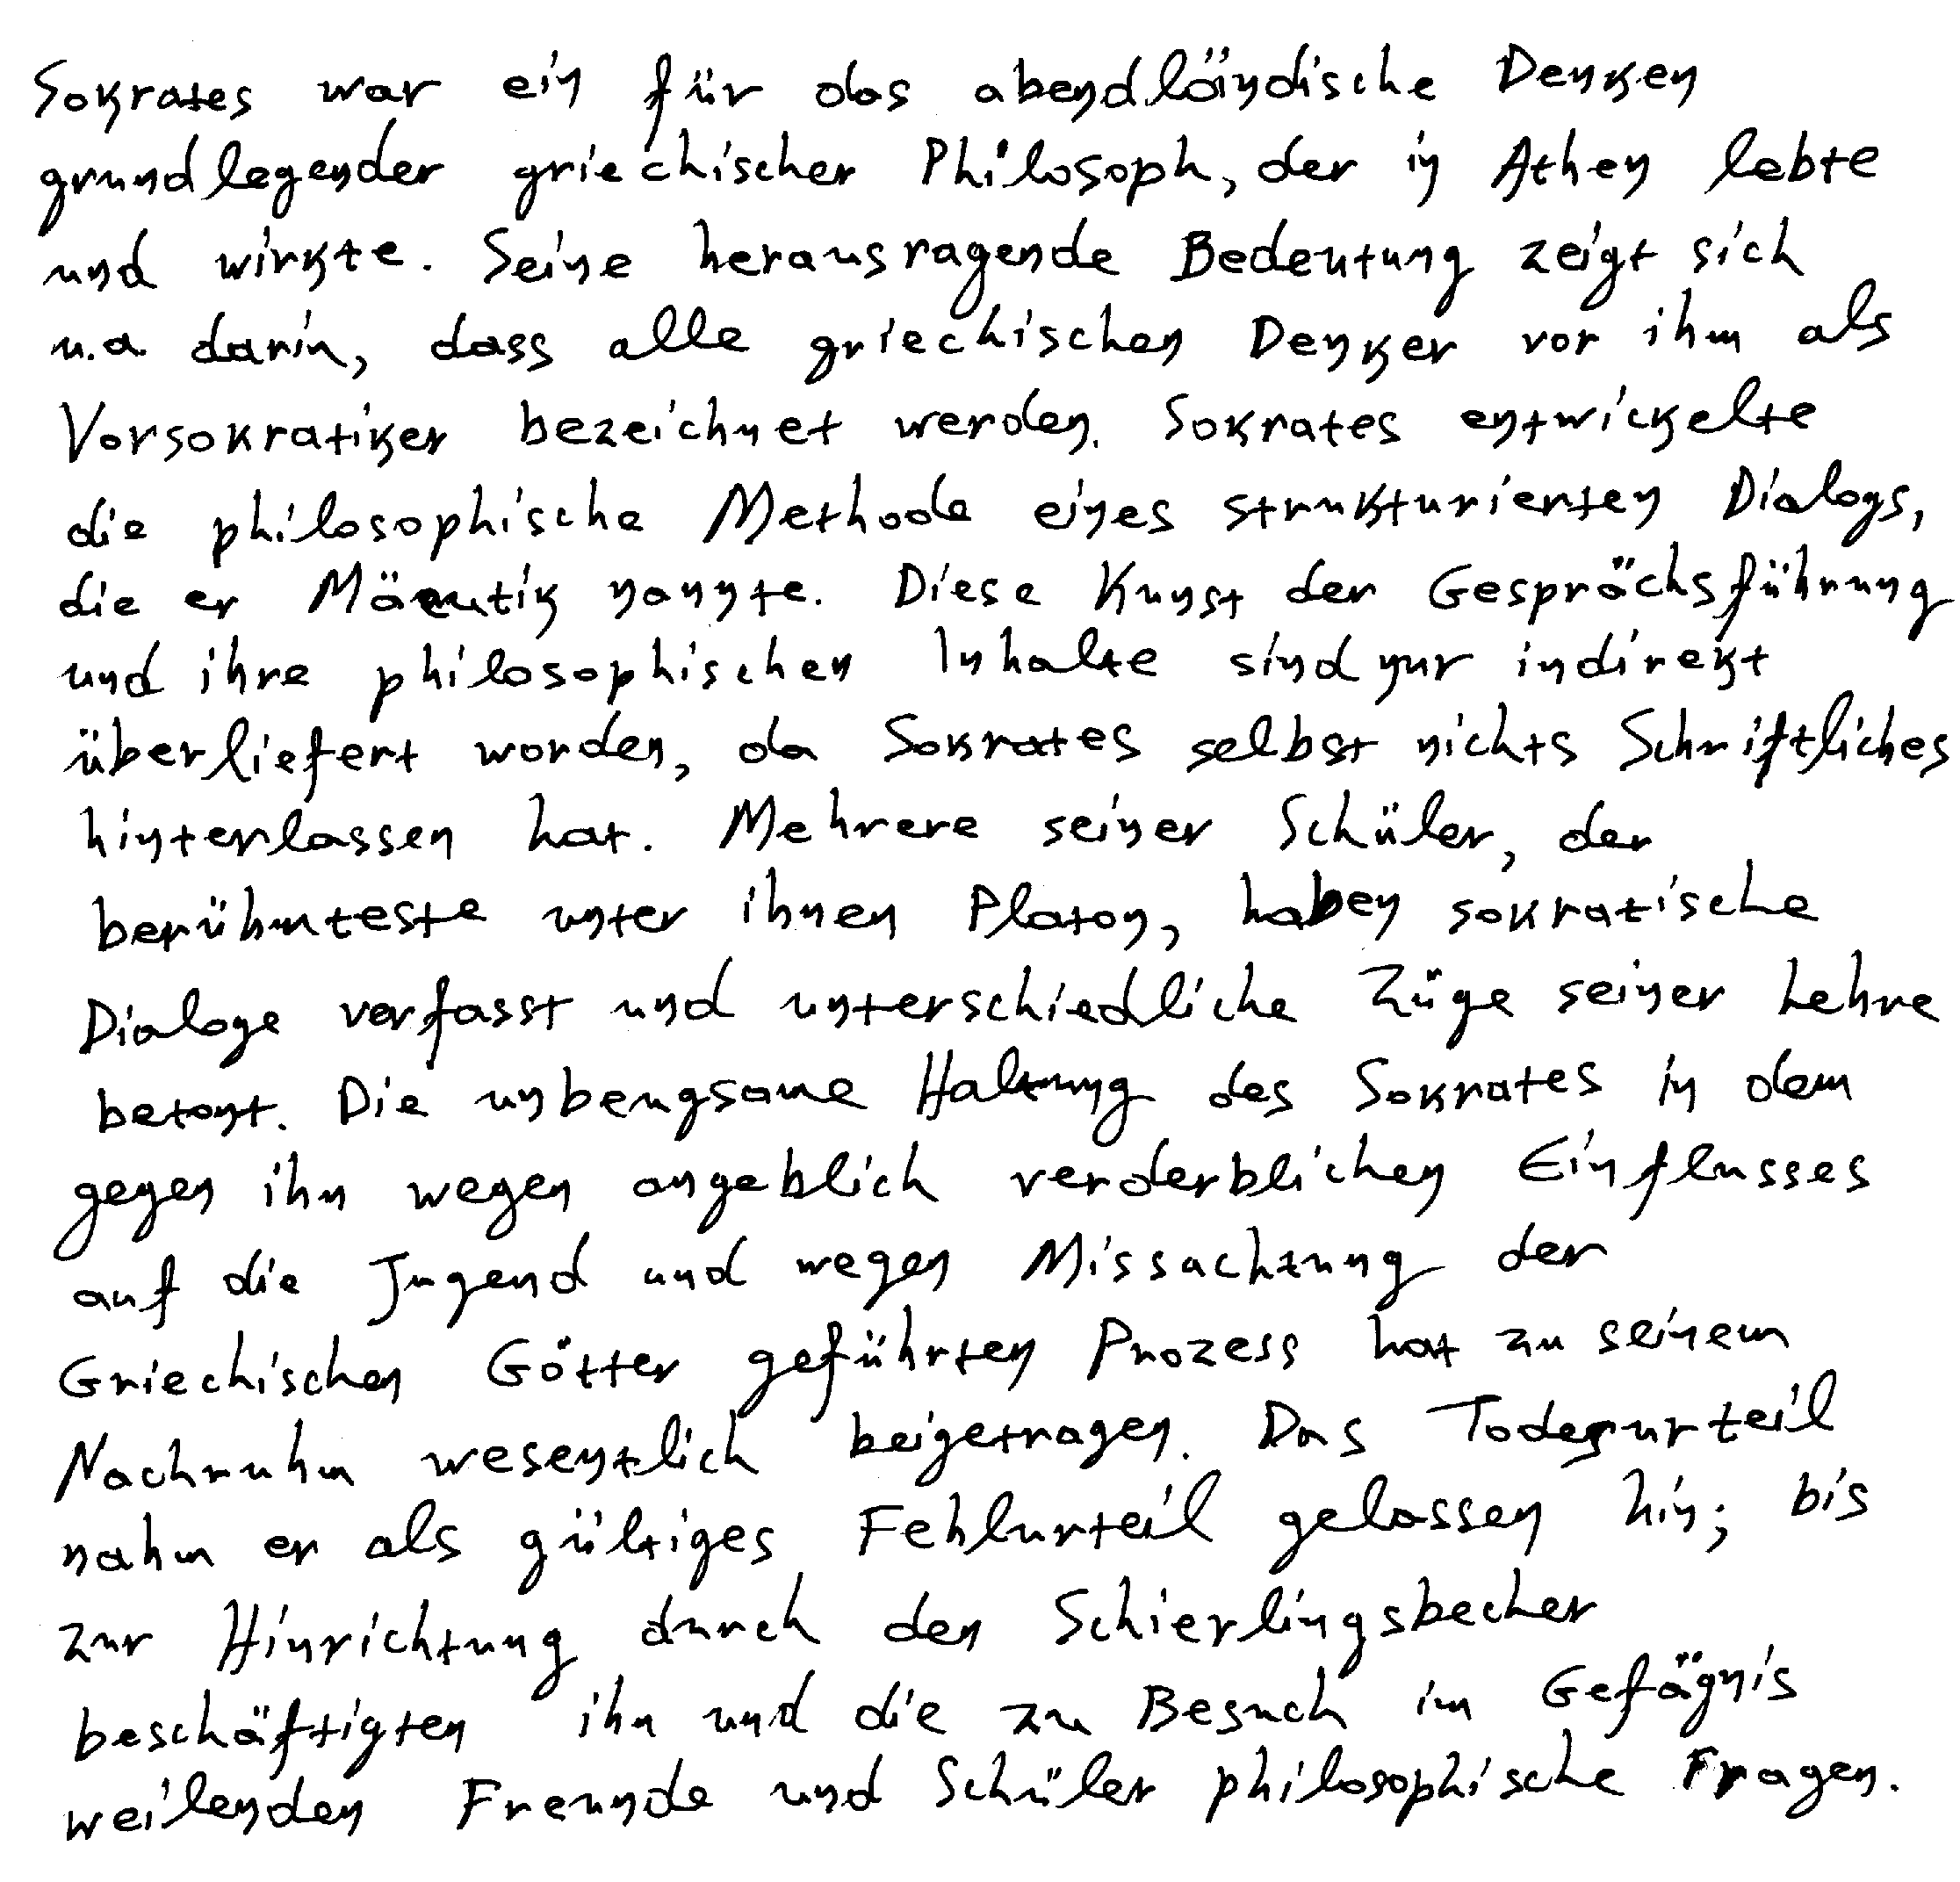 Sokrates war ein für das abendländische Denken
grundlegender griechischer Philosoph, der in Athen lebte
und wirkte. Seine herausragende Bedeutung zeigt sich
u.a darin, dass alle griechischen Denker vor ihm als
Vorsokratiker bezeichnet werden. Sokrates entwickelte
die philosophische Methode eines strukturierten Dialogs,
die er Mäeutik nannte. Diese Kunst der Gesprächsführung
und ihre philosophischen Inhalte sind nur indirekt
überliefert worden, da Sokrates selbst nichts Schriftliches
hinterlassen hat. Mehrere seiner Schüler, der
berühmteste unter ihnen Platon, haben sokratische
Dialoge verfasst und unterschiedliche Züge seiner Lehre
betont. Die unbeugsame Haltung des Sokrates in dem
gegen ihn wegen angeblich verderblichen Einflusses
auf die Jugend und wegen Missachtung der
Griechischen Götter geführten Prozess hat zu seinem
Nachruhm wesentlich beigetragen. Das Todesurteil
nahm er als gültiges Fehlurteil gelassen hin; bis
zur Hinrichtung durch den Schierlingsbecher
beschäftigten ihn und die zu Besuch im Gefägnis
weilenden Freunde und Schüler philosophische Fragen.